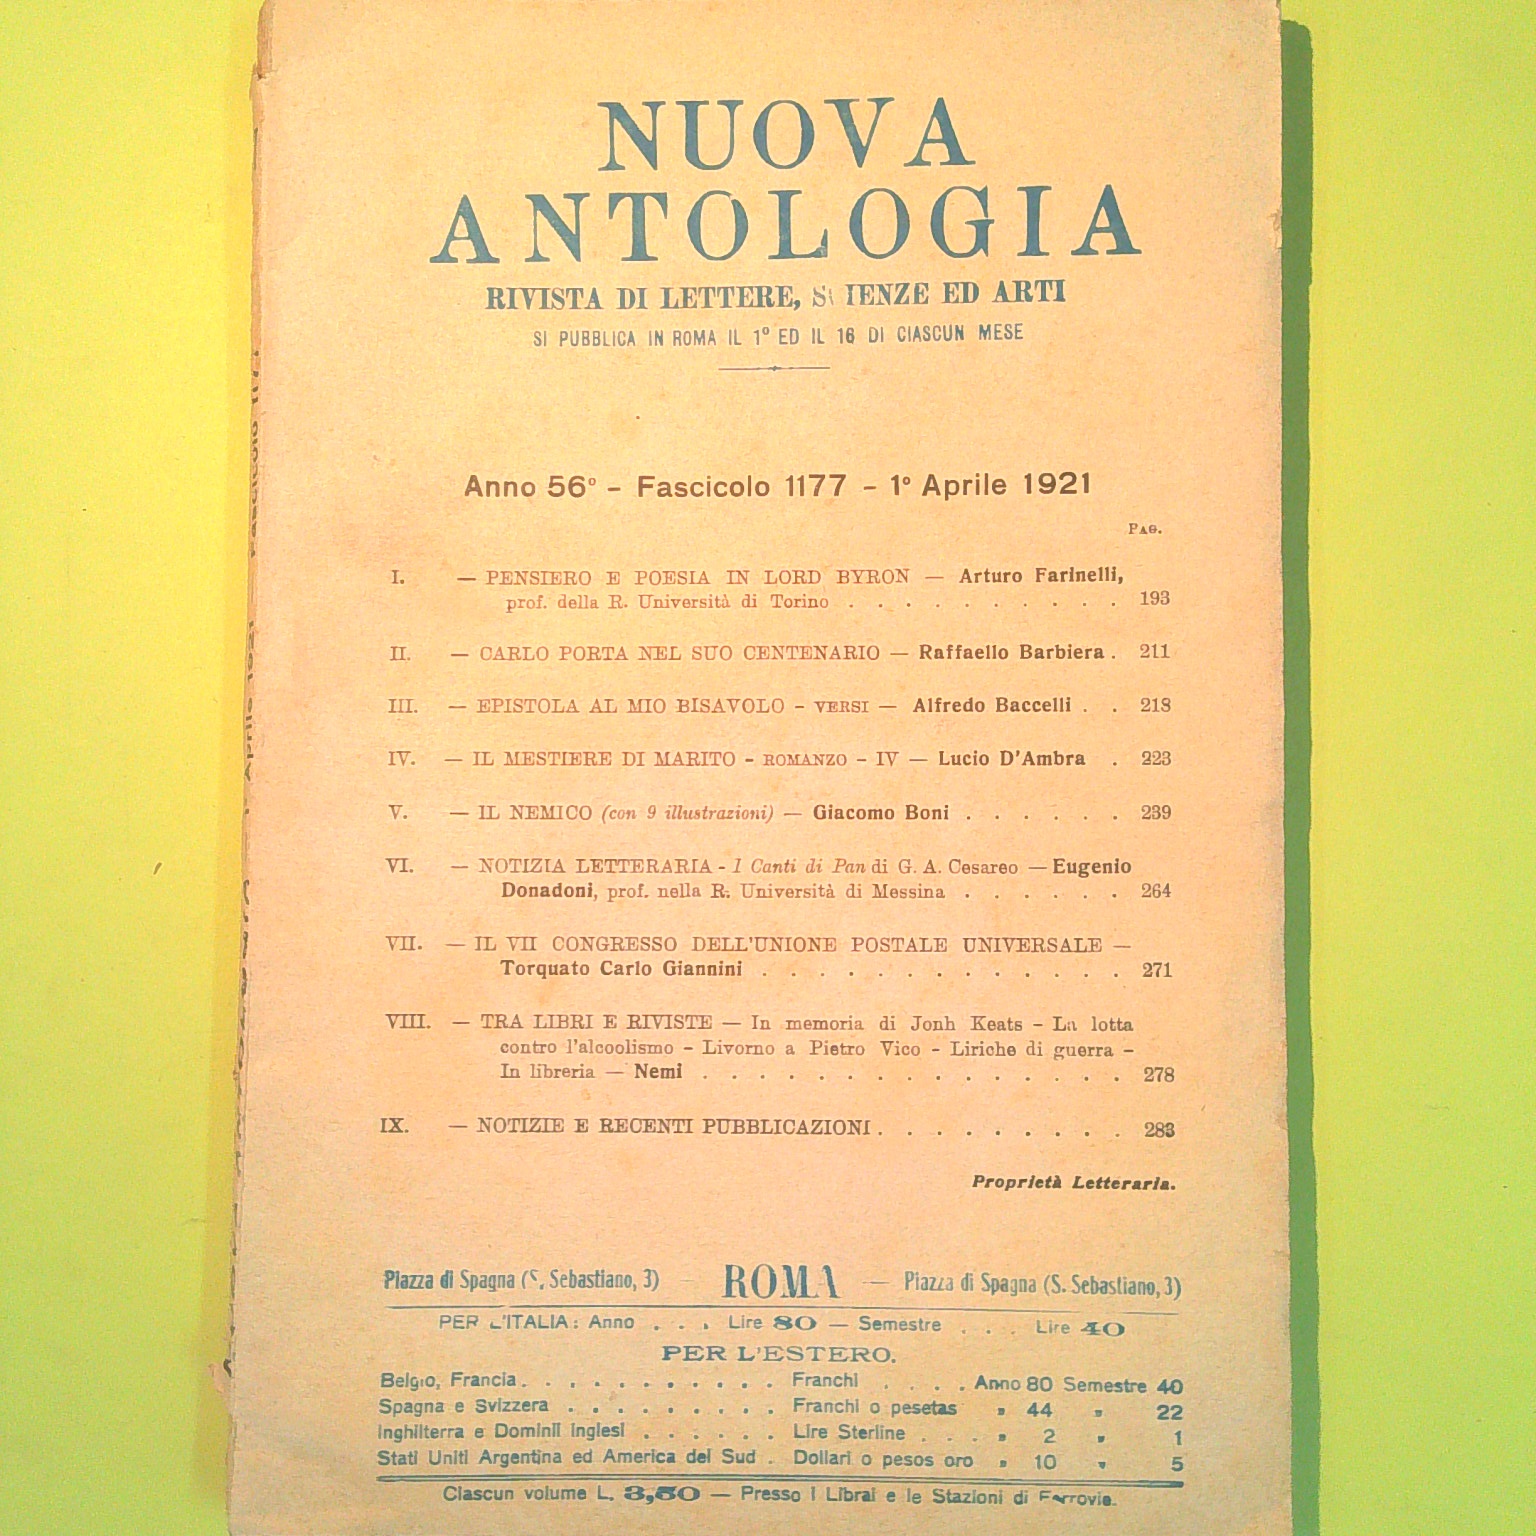 NUOVA
ANTOLOGIA
RIVISTA DI LETTERE, SCIENZE ED ARTI
SI PUBBLICA IN ROMA IL 1º ED IL 16 DI CIASCUN MESE
Anno 56º - Fascicolo 1177 - 1º Aprile 1921
PAG.
I. — PENSIERO E POESIA IN LORD BYRON — Arturo Farinelli,
prof. della R. Università di Torino . . . . . . . . . . 193
II. — CARLO PORTA NEL SUO CENTENARIO — Raffaello Barbiera . 211
III. — EPISTOLA AL MIO BISAVOLO - VERSI — Alfredo Baccelli . . 218
IV. — IL MESTIERE DI MARITO - ROMANZO - IV — Lucio D'Ambra . 223
V. — IL NEMICO (con 9 illustrazioni) — Giacomo Boni . . . . . . 239
VI. — NOTIZIA LETTERARIA - I Canti di Pan di G. A. Cesareo — Eugenio
Donadoni, prof. nella R. Università di Messina . . . . . . 264
VII. — IL VII CONGRESSO DELL'UNIONE POSTALE UNIVERSALE —
Torquato Carlo Giannini . . . . . . . . . . . . . 271
VIII. — TRA LIBRI E RIVISTE — In memoria di Jonh Keats - La lotta
contro l'alcoolismo - Livorno a Pietro Vico - Liriche di guerra -
In libreria — Nemi . . . . . . . . . . . . . . . 278
IX. — NOTIZIE E RECENTI PUBBLICAZIONI . . . . . . . . . 283
Proprietà Letteraria.
Piazza di Spagna (S. Sebastiano, 3) — ROMA — Piazza di Spagna (S. Sebastiano, 3)
PER L'ITALIA: Anno . . . Lire 80 — Semestre . . . Lire 40
PER L'ESTERO.
Belgio, Francia . . . . . . . . . . Franchi . . . . Anno 80 Semestre 40
Spagna e Svizzera . . . . . . . . Franchi o pesetas » 44 » 22
Inghilterra e Dominii inglesi . . . . . . Lire Sterline . . . » 2 » 1
Stati Uniti Argentina ed America del Sud . Dollari o pesos oro » 10 » 5
Ciascun volume L. 3,50 — Presso i Librai e le Stazioni di Ferrovie.
Fascicolo 117
Aprile 1921